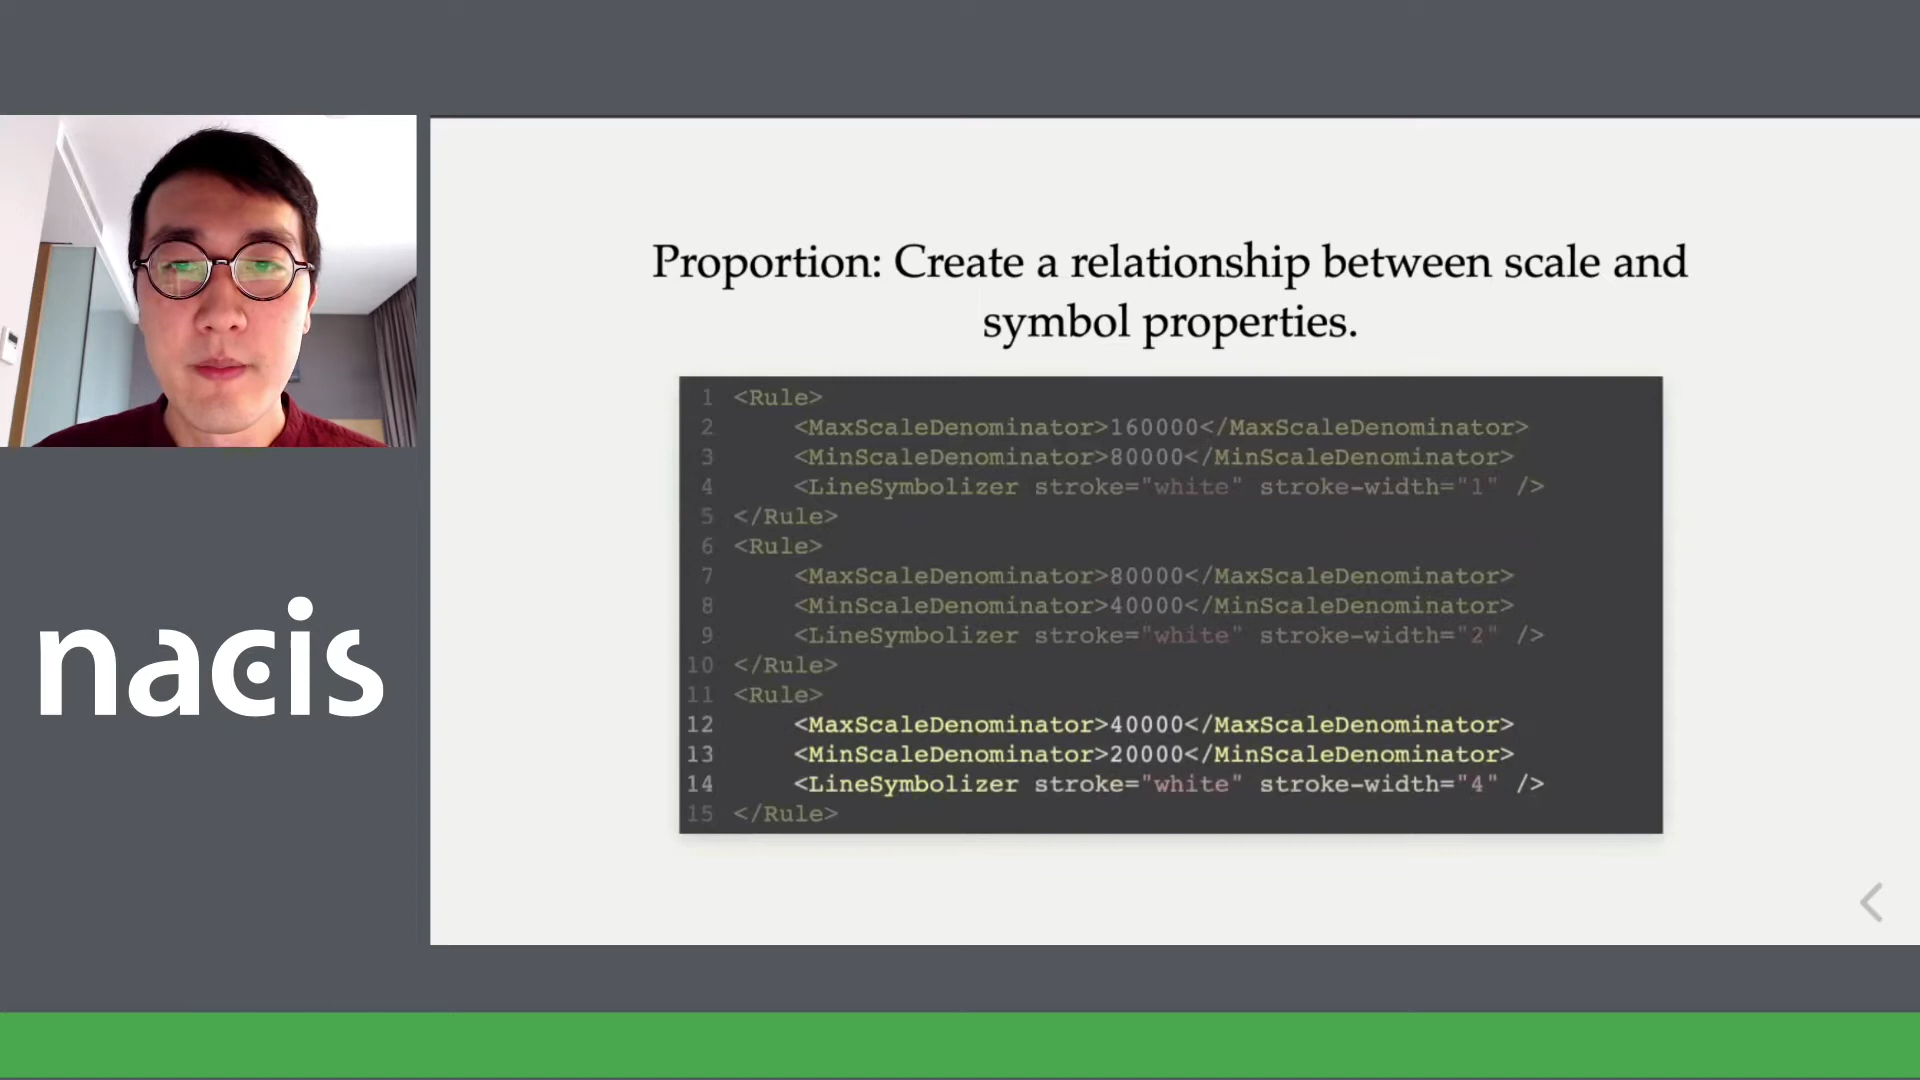 nacis
Proportion: Create a relationship between scale and
symbol properties.
1 <Rule>
2     <MaxScaleDenominator>160000</MaxScaleDenominator>
3     <MinScaleDenominator>80000</MinScaleDenominator>
4     <LineSymbolizer stroke="white" stroke-width="1" />
5 </Rule>
6 <Rule>
7     <MaxScaleDenominator>80000</MaxScaleDenominator>
8     <MinScaleDenominator>40000</MinScaleDenominator>
9     <LineSymbolizer stroke="white" stroke-width="2" />
10 </Rule>
11 <Rule>
12     <MaxScaleDenominator>40000</MaxScaleDenominator>
13     <MinScaleDenominator>20000</MinScaleDenominator>
14     <LineSymbolizer stroke="white" stroke-width="4" />
15 </Rule>